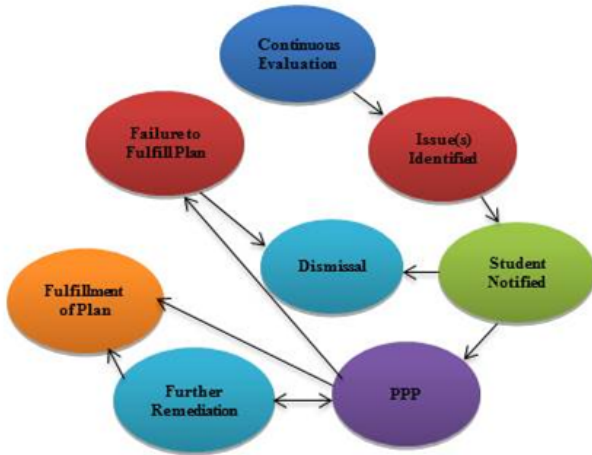 Continuous
Evaluation
Failure to
Fulfill Plan
Issue(s)
Identified
Dismissal
Student
Notified
Fulfillment
of Plan
Further
Remediation
PPP